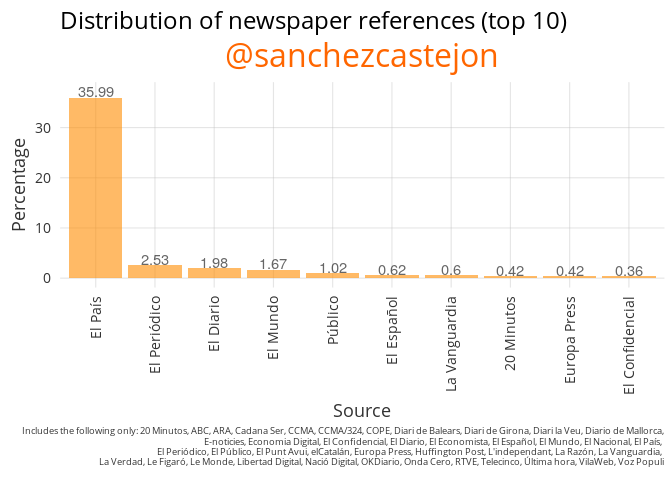 Distribution of newspaper references (top 10)
@sanchezcastejon
35.99
2.53
1.98
1.67
1.02
0.62
0.6
0.42
0.42
0.36
Percentage
30
20
10
0
El País
El Periódico
El Diario
El Mundo
Público
El Español
La Vanguardia
20 Minutos
Europa Press
El Confidencial
Source
Includes the following only: 20 Minutos, ABC, ARA, Cadana Ser, CCMA, CCMA/324, COPE, Diari de Balears, Diari de Girona, Diari la Veu, Diario de Mallorca,
E-noticies, Economia Digital, El Confidencial, El Diario, El Economista, El Español, El Mundo, El Nacional, El País,
El Periódico, El Público, El Punt Avui, elCatalán, Europa Press, Huffington Post, L'independant, La Razón, La Vanguardia,
La Verdad, Le Figaró, Le Monde, Libertad Digital, Nació Digital, OKDiario, Onda Cero, RTVE, Telecinco, Última hora, VilaWeb, Voz Populi